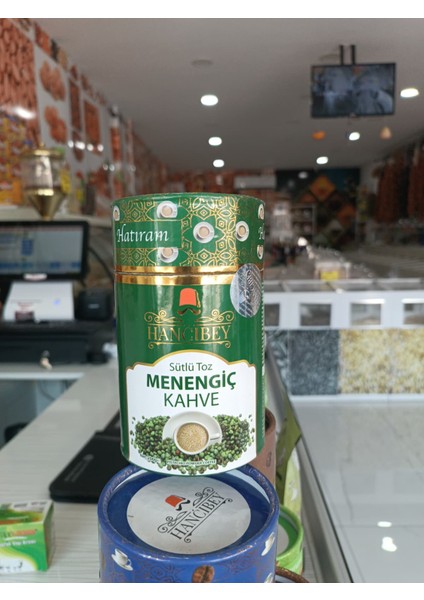 Hatıram
HANCIBEY
Sütlü Toz
MENENGİÇ
KAHVE
HANCIBEY